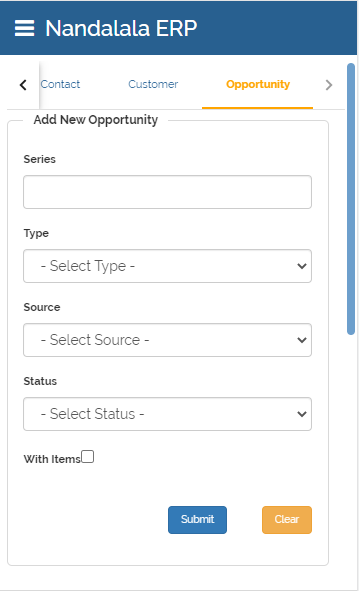 Nandalala ERP
Contact Customer Opportunity
Add New Opportunity
Series
Type
- Select Type -
Source
- Select Source -
Status
- Select Status -
With Items
Submit Clear